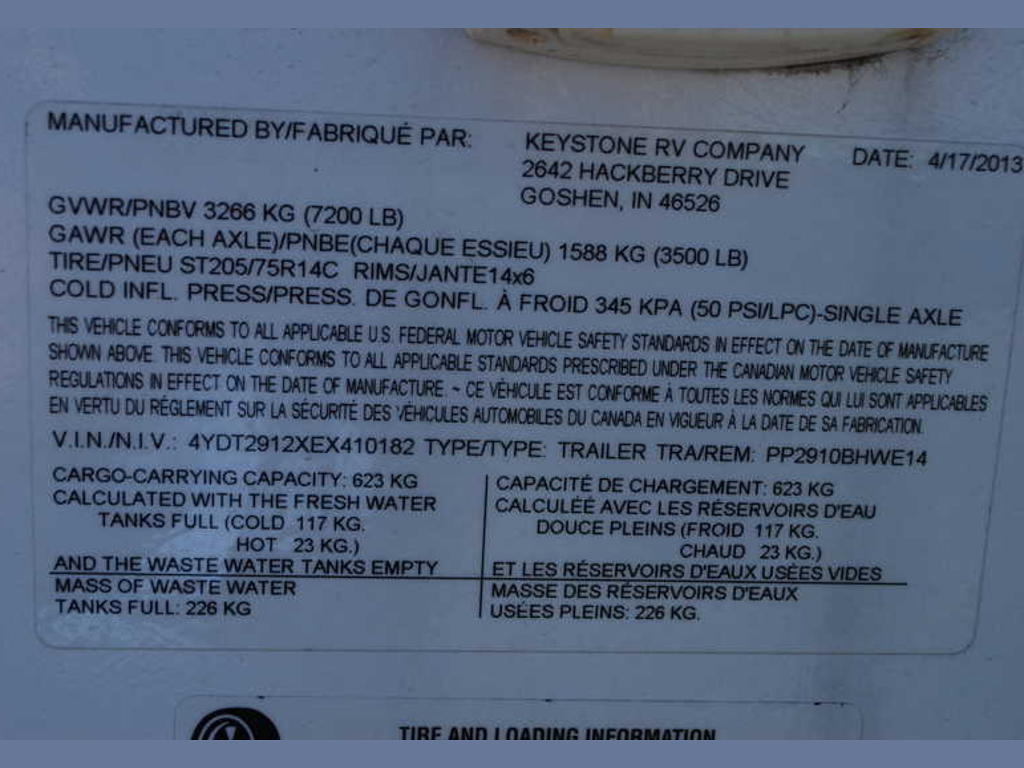 MANUFACTURED BY/FABRIQUÉ PAR: KEYSTONE RV COMPANY DATE: 4/17/2013
2642 HACKBERRY DRIVE
GOSHEN, IN 46526
GVWR/PNBV 3266 KG (7200 LB)
GAWR (EACH AXLE)/PNBE(CHAQUE ESSIEU) 1588 KG (3500 LB)
TIRE/PNEU ST205/75R14C RIMS/JANTE14x6
COLD INFL. PRESS/PRESS. DE GONFL. À FROID 345 KPA (50 PSI/LPC)-SINGLE AXLE
THIS VEHICLE CONFORMS TO ALL APPLICABLE U.S. FEDERAL MOTOR VEHICLE SAFETY STANDARDS IN EFFECT ON THE DATE OF MANUFACTURE
SHOWN ABOVE. THIS VEHICLE CONFORMS TO ALL APPLICABLE STANDARDS PRESCRIBED UNDER THE CANADIAN MOTOR VEHICLE SAFETY
REGULATIONS IN EFFECT ON THE DATE OF MANUFACTURE. ~ CE VÉHICULE EST CONFORME À TOUTES LES NORMES QUI LUI SONT APPLICABLES
EN VERTU DU RÉGLEMENT SUR LA SÉCURITÉ DES VÉHICULES AUTOMOBILES DU CANADA EN VIGUEUR À LA DATE DE SA FABRICATION.
V.I.N./N.I.V.: 4YDT2912XEX410182 TYPE/TYPE: TRAILER TRA/REM: PP2910BHWE14
CARGO-CARRYING CAPACITY: 623 KG
CALCULATED WITH THE FRESH WATER
TANKS FULL (COLD 117 KG.
HOT 23 KG.)
AND THE WASTE WATER TANKS EMPTY
MASS OF WASTE WATER
TANKS FULL: 226 KG
CAPACITÉ DE CHARGEMENT: 623 KG
CALCULÉE AVEC LES RÉSERVOIRS D'EAU
DOUCE PLEINS (FROID 117 KG.
CHAUD 23 KG.)
ET LES RÉSERVOIRS D'EAUX USÉES VIDES
MASSE DES RÉSERVOIRS D'EAUX
USÉES PLEINS: 226 KG.
TIRE AND LOADING INFORMATION